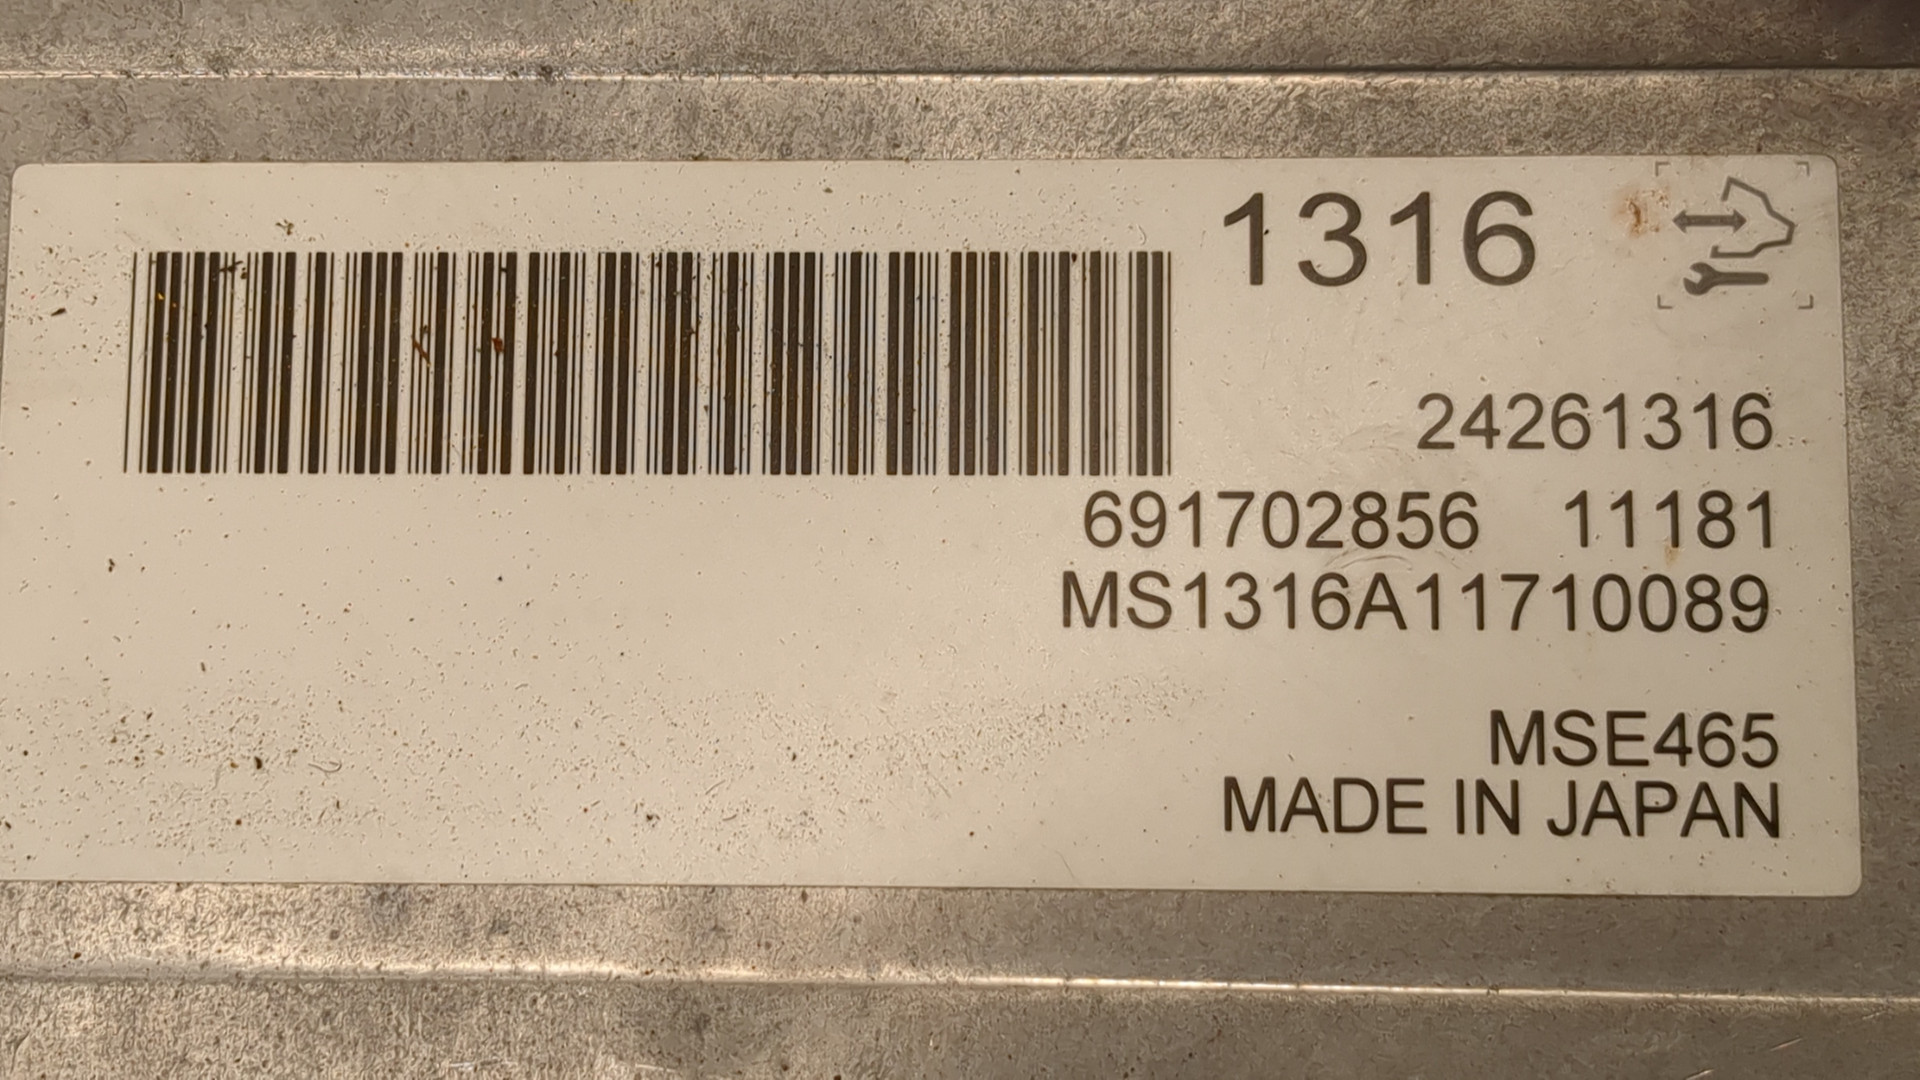 1316
24261316
691702856 11181
MS1316A11710089
MSE465
MADE IN JAPAN